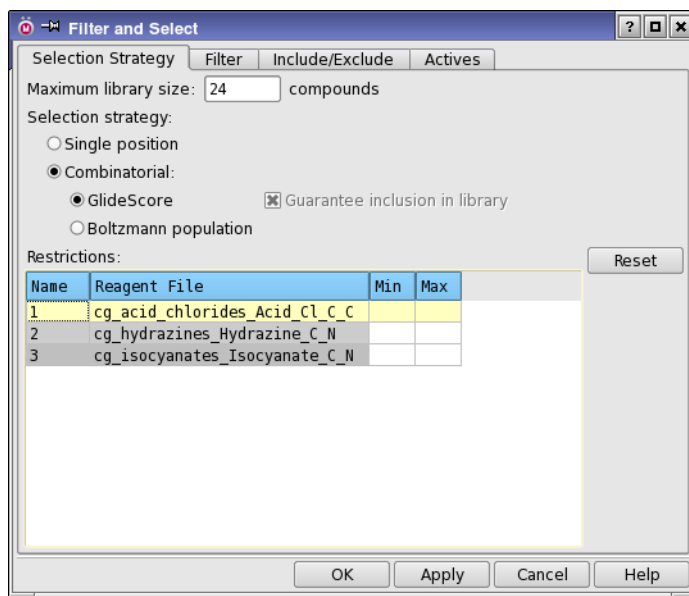 Filter and Select
Selection Strategy Filter Include/Exclude Actives
Maximum library size: 24 compounds
Selection strategy:
Single position
Combinatorial:
GlideScore Guarantee inclusion in library
Boltzmann population
Restrictions:
Reset
Name Reagent File Min Max
1 cg_acid_chlorides_Acid_Cl_C_C
2 cg_hydrazines_Hydrazine_C_N
3 cg_isocyanates_Isocyanate_C_N
OK Apply Cancel Help